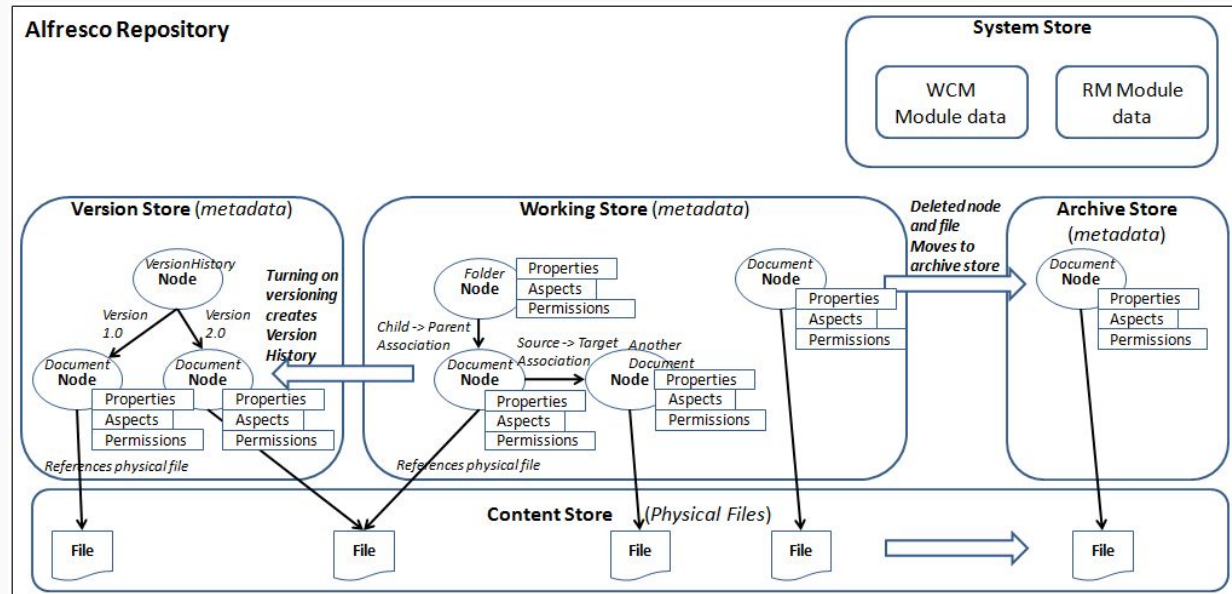 Alfresco Repository
System Store
WCM
Module data
RM Module
data
Version Store (metadata)
VersionHistory
Node
Version
1.0
Version
2.0
Turning on
versioning
creates
Version
History
Document
Node
Properties
Aspects
Permissions
Document
Node
Properties
Aspects
Permissions
References physical file
Working Store (metadata)
Folder
Node
Properties
Aspects
Permissions
Child -> Parent
Association
Source -> Target
Association
Document
Node
Properties
Aspects
Permissions
Another
Document
Node
Properties
Aspects
Permissions
References physical file
Document
Node
Properties
Aspects
Permissions
Deleted node
and file
Moves to
archive store
Archive Store
(metadata)
Document
Node
Properties
Aspects
Permissions
Content Store (Physical Files)
File
File
File
File
File